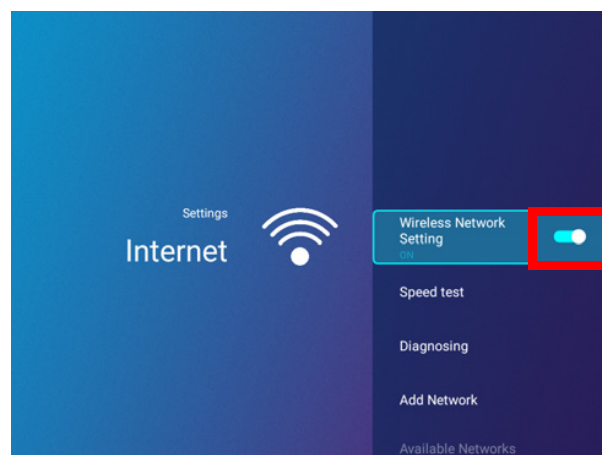 Settings
Internet
Wireless Network
Setting
ON
Speed test
Diagnosing
Add Network
Available Networks